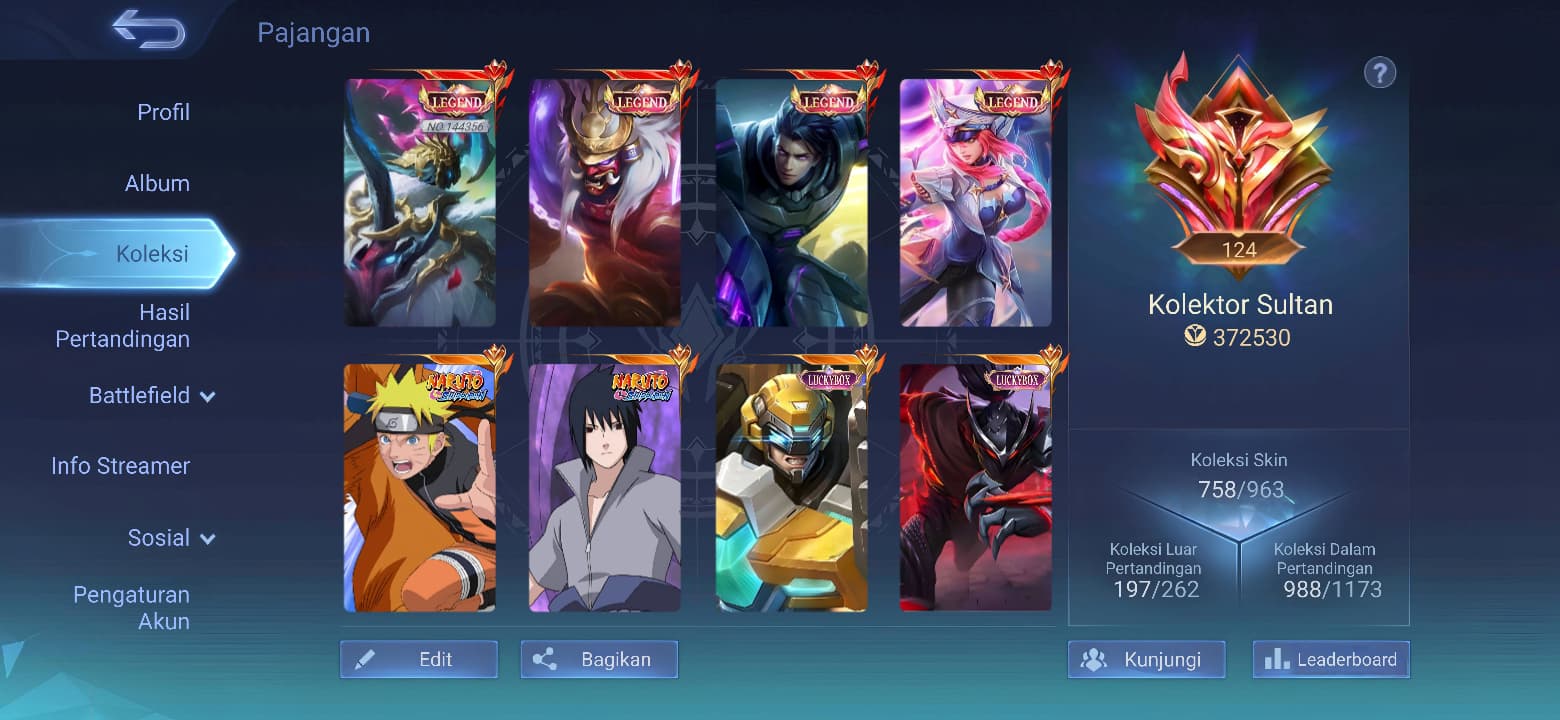 Pajangan
Profil
Album
Koleksi
Hasil
Pertandingan
Battlefield
Info Streamer
Sosial
Pengaturan
Akun
LEGEND
NO.144356
LEGEND
LEGEND
LEGEND
NARUTO
Shippuden
NARUTO
Shippuden
LUCKYBOX
LUCKYBOX
Edit
Bagikan
?
124
Kolektor Sultan
372530
Koleksi Skin
758/963
Koleksi Luar
Pertandingan
197/262
Koleksi Dalam
Pertandingan
988/1173
Kunjungi
Leaderboard